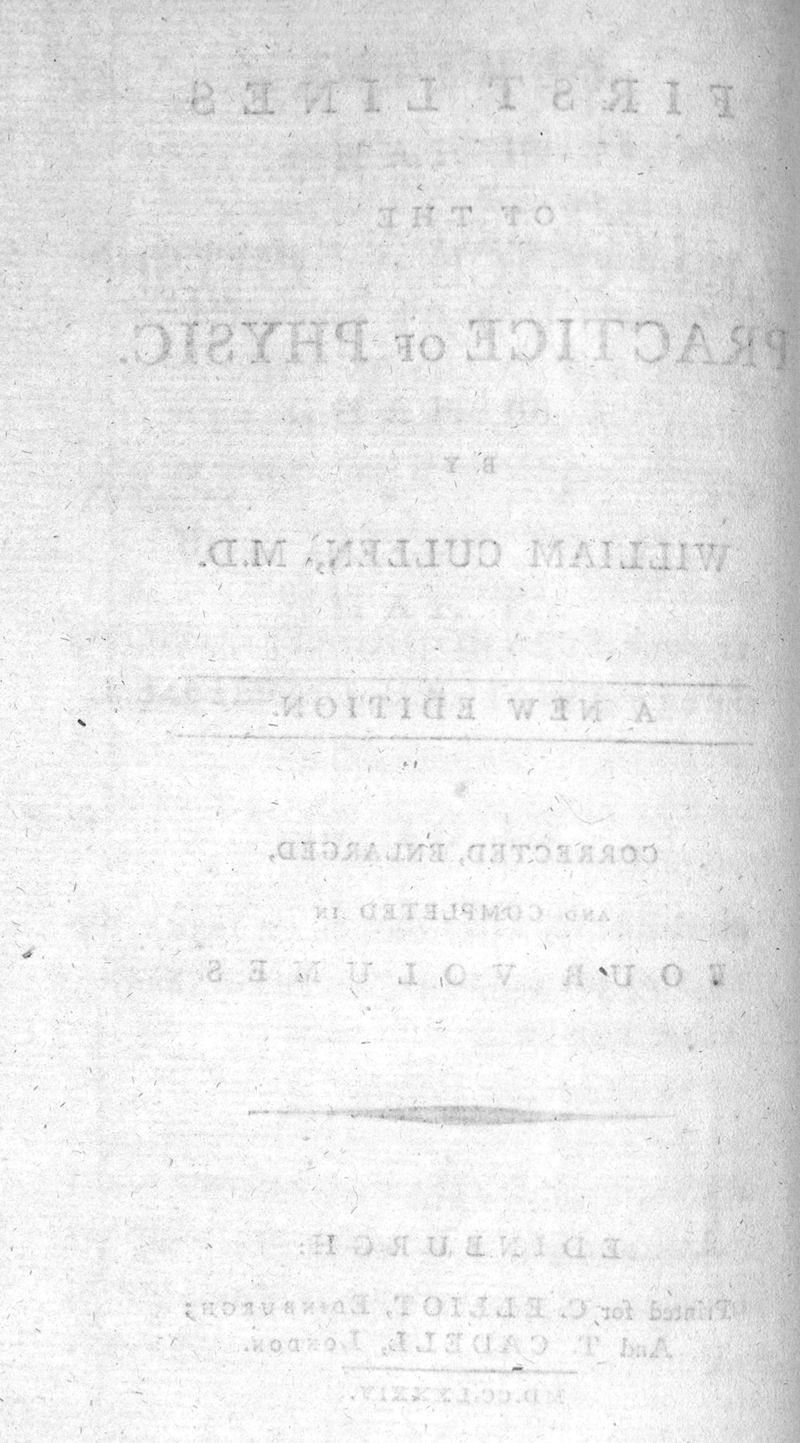 FIRST LINES
OF THE
PRACTICE OF PHYSIC.
BY
WILLIAM CULLEN, M.D.
A NEW EDITION.
CORRECTED, ENLARGED,
AND COMPLETED IN
FOUR VOLUMES.
EDINBURGH:
Printed for C. ELLIOT, EDINBURGH;
And T. CADELL, LONDON.
M.D.CC.LXXXIV.